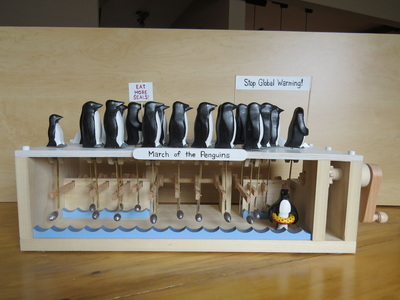 EAT
MORE
SEALS!
Stop Global Warming!
March of the Penguins